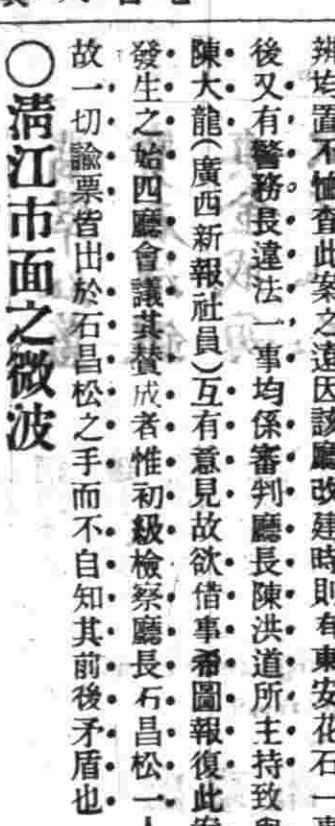 辨均置不恤查此案之遠因該廳改建時則有東安花石一事
後又有警務長違法一事均係審判廳長陳洪道所主持致與
陳大龍(廣西新報社員)互有意見故欲借事希圖報復此案
發生之始四廳會議其贊成者惟初級檢察廳長石昌松一人
故一切諭票皆出於石昌松之手而不自知其前後矛盾也
○淸江市面之微波